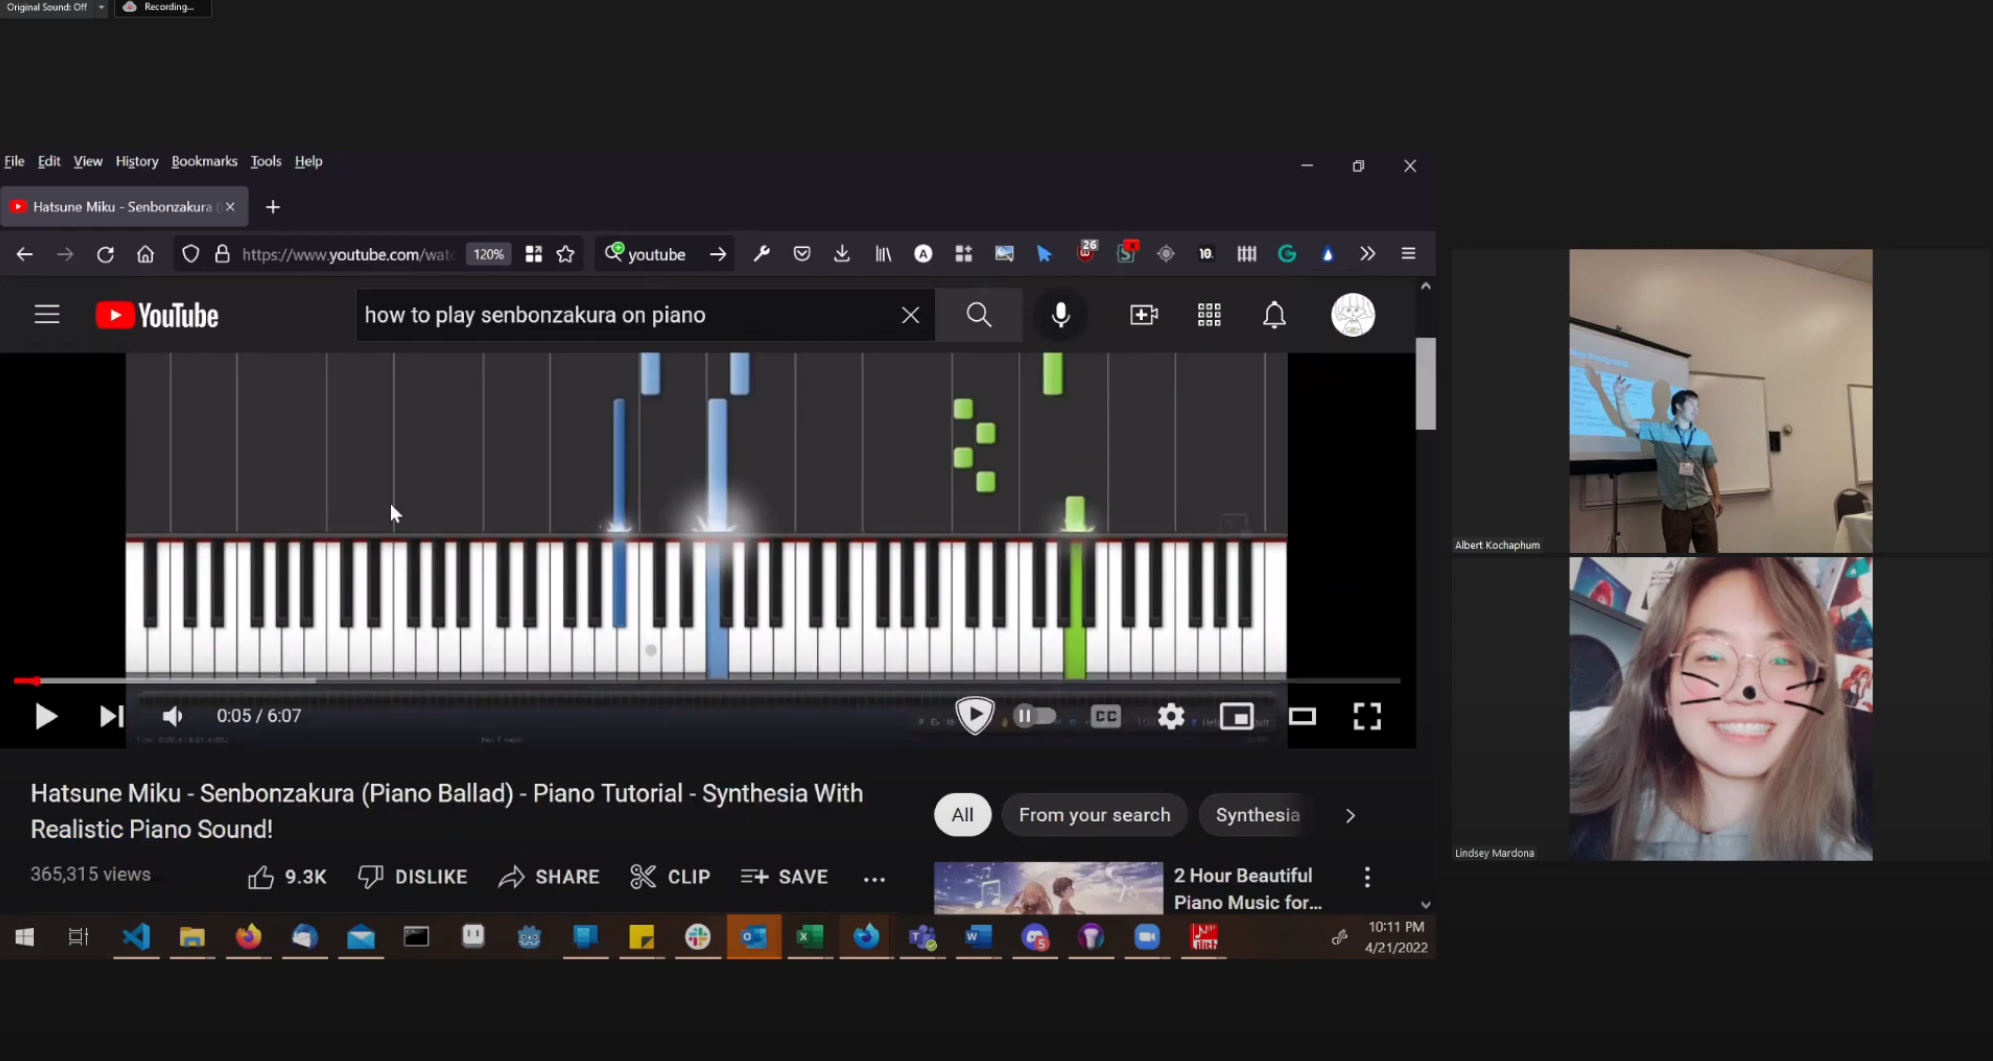 Original Sound: Off
Recording...
File Edit View History Bookmarks Tools Help
Hatsune Miku - Senbonzakura (
https://www.youtube.com/watc 120% youtube
26
10.
YouTube
how to play senbonzakura on piano
0:05 / 6:07
CC
Hatsune Miku - Senbonzakura (Piano Ballad) - Piano Tutorial - Synthesia With
Realistic Piano Sound!
All From your search Synthesia
365,315 views 9.3K DISLIKE SHARE CLIP SAVE ...
2 Hour Beautiful
Piano Music for...
10:11 PM
4/21/2022
5
Albert Kochaphum
Lindsey Mardona